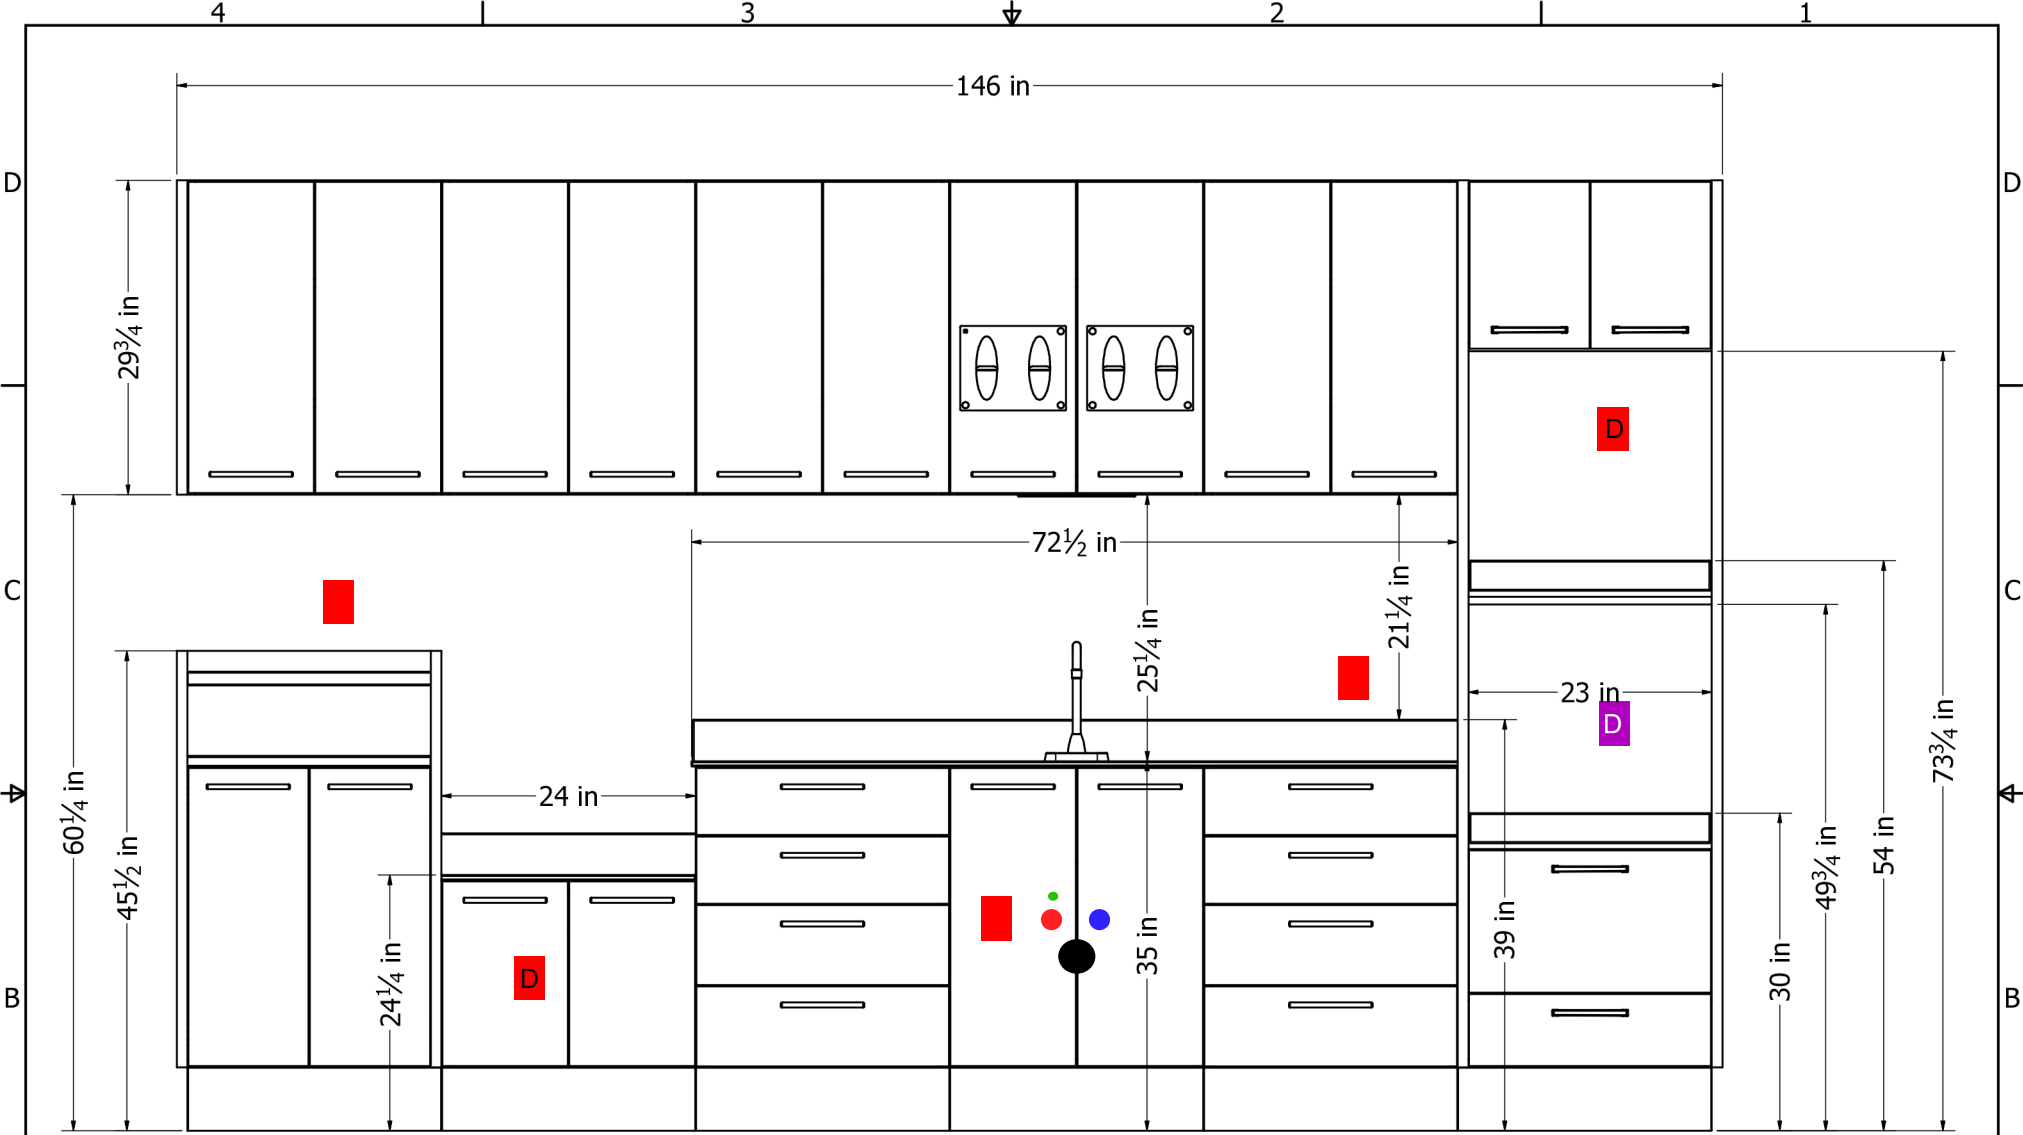 4 3 2 1
146 in
D D
29¾ in
D
72½ in
21¼ in
C C
25¼ in
23 in
D
73¾ in
60¼ in
24 in
45½ in
49¾ in
54 in
39 in
35 in
30 in
24¼ in
D
B B